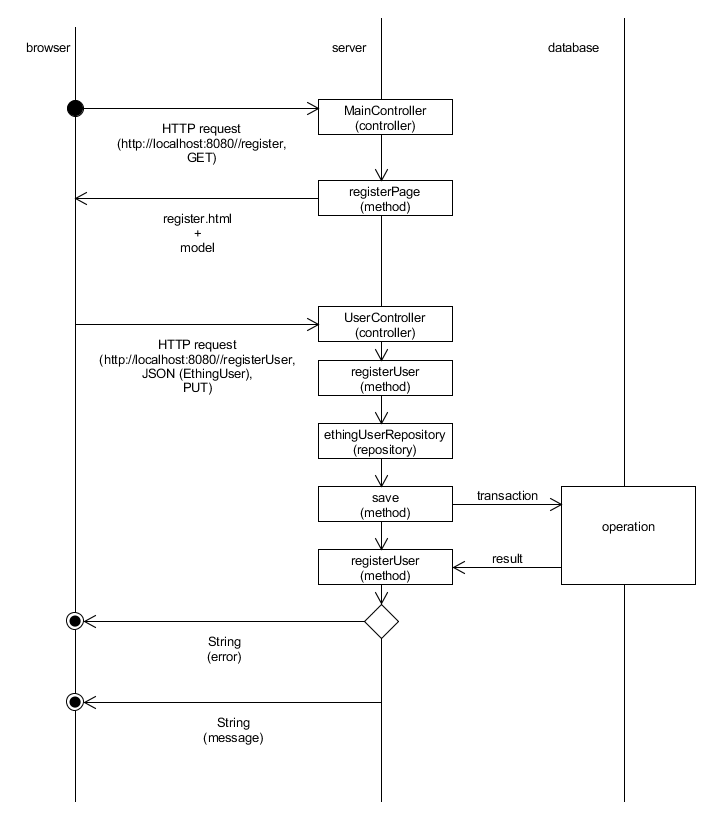 browser
server
database
MainController
(controller)
HTTP request
(http://localhost:8080//register,
GET)
registerPage
(method)
register.html
+
model
UserController
(controller)
HTTP request
(http://localhost:8080//registerUser,
JSON (EthingUser),
PUT)
registerUser
(method)
ethingUserRepository
(repository)
save
(method)
transaction
operation
registerUser
(method)
result
String
(error)
String
(message)